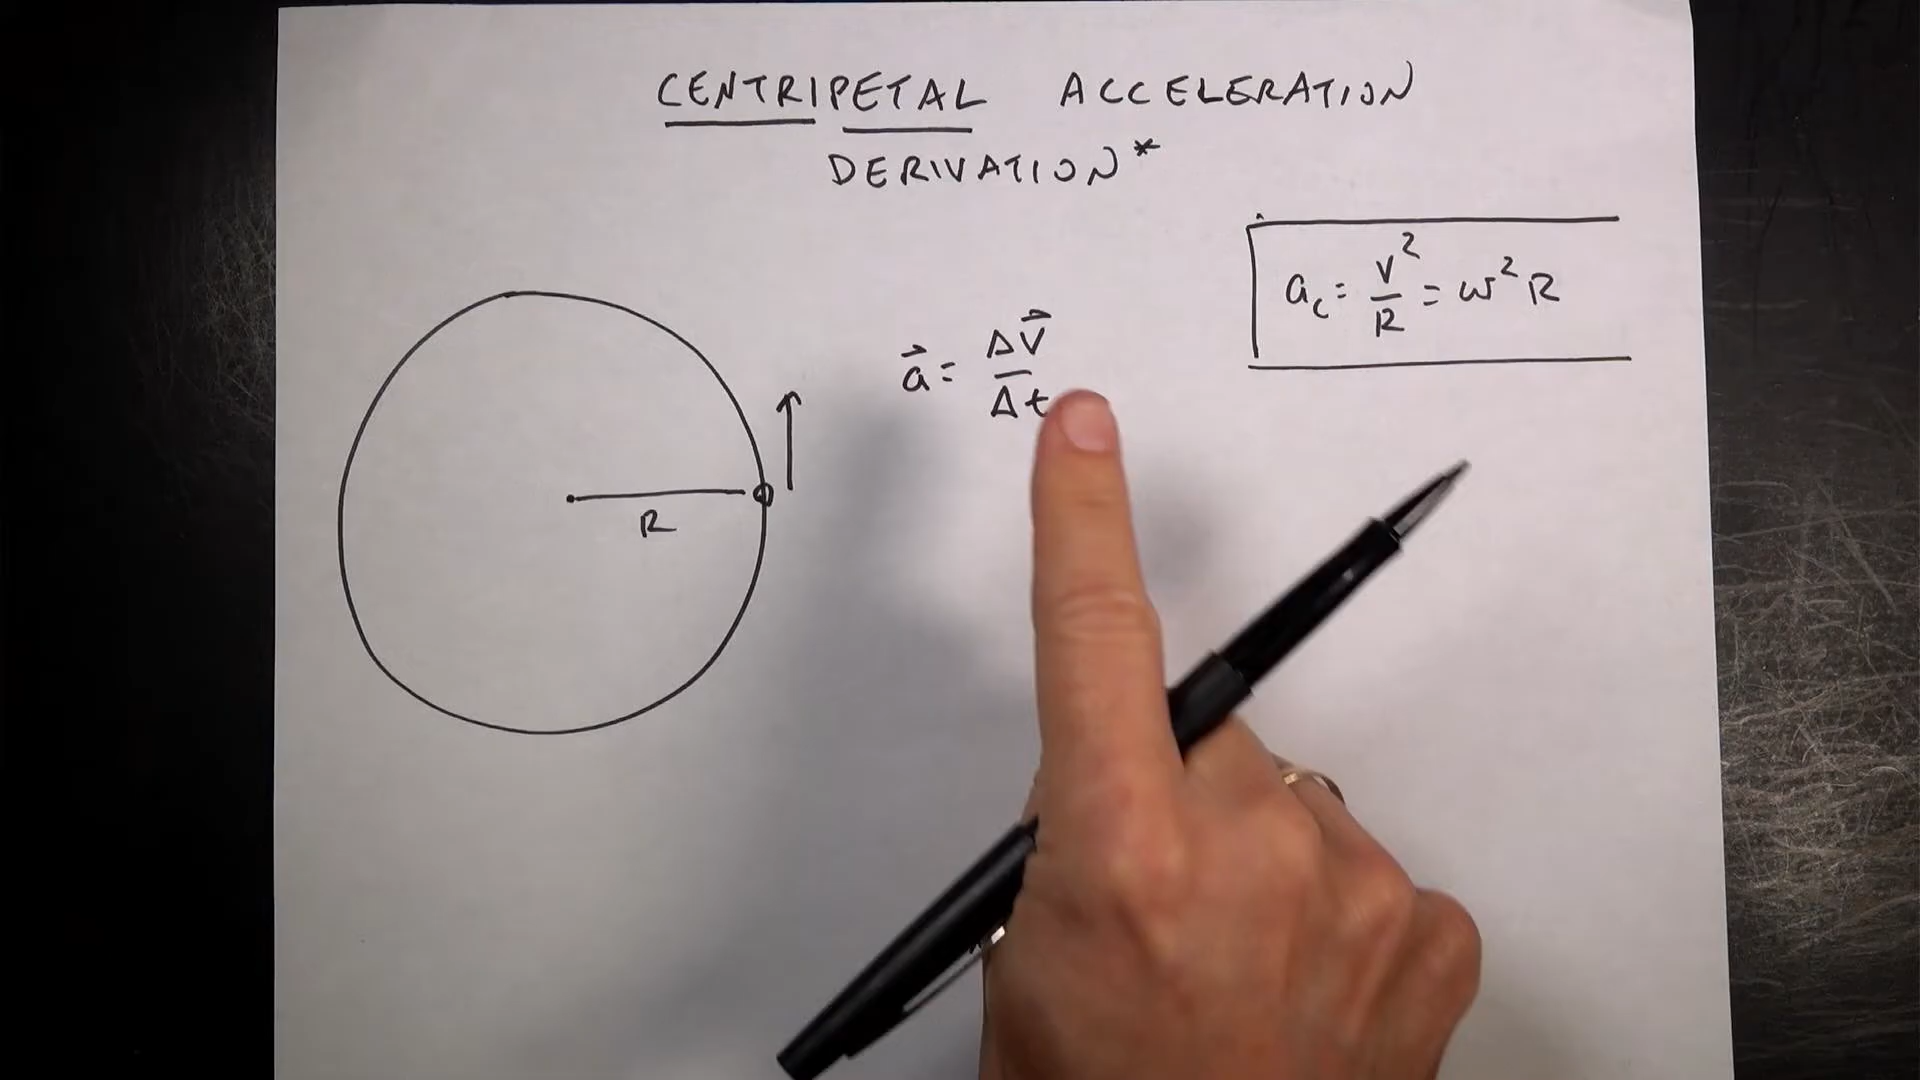 CENTRIPETAL ACCELERATION
DERIVATION*
a_c = v²/R = ω²R
a⃗ = Δv⃗/Δt
R